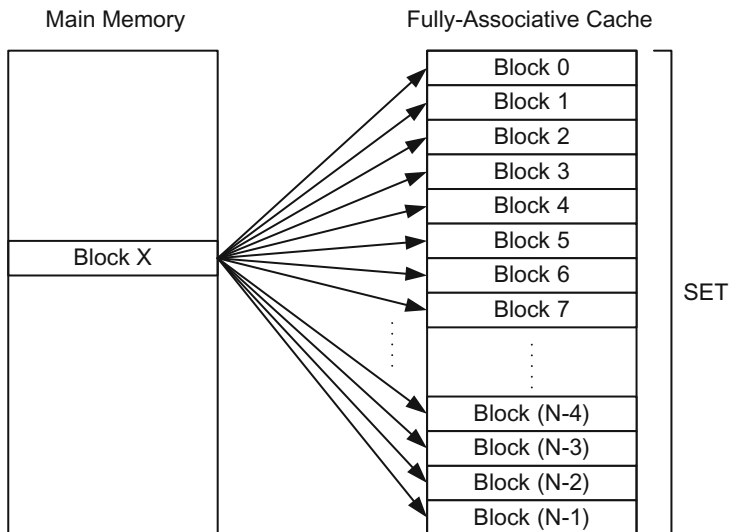 Main Memory
Fully-Associative Cache
Block 0
Block 1
Block 2
Block 3
Block 4
Block X
Block 5
Block 6
Block 7
SET
Block (N-4)
Block (N-3)
Block (N-2)
Block (N-1)